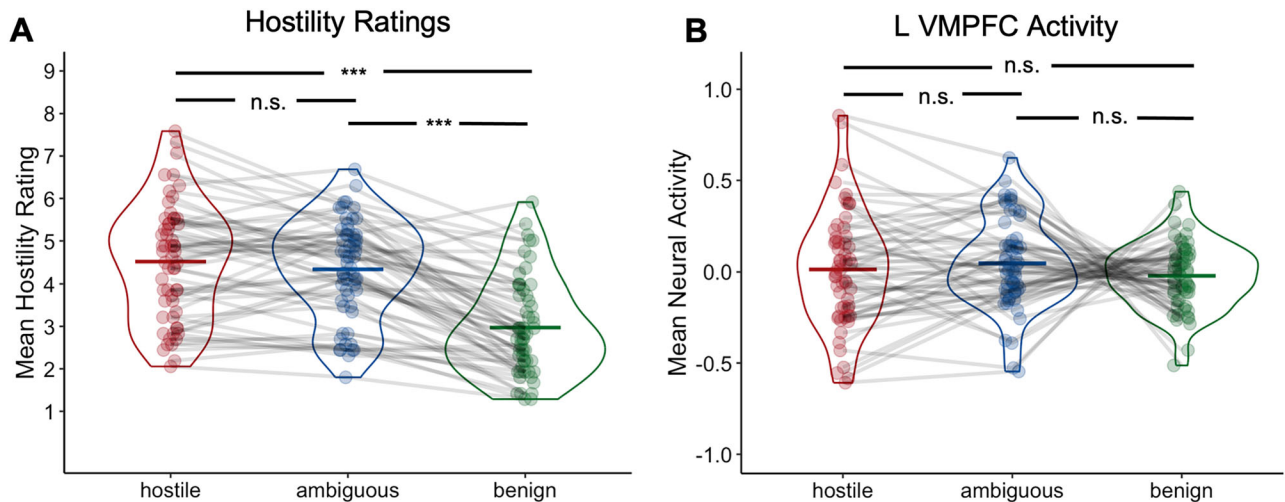 A
Hostility Ratings
Mean Hostility Rating
9
8
7
6
5
4
3
2
1
***
n.s.
***
hostile
ambiguous
benign
B
L VMPFC Activity
Mean Neural Activity
1.0
0.5
0.0
-0.5
-1.0
n.s.
n.s.
n.s.
hostile
ambiguous
benign